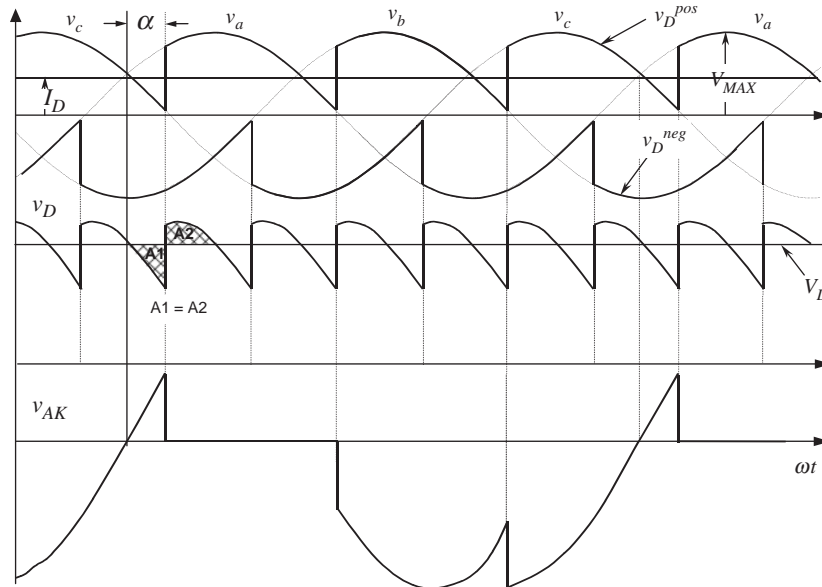 v_c α v_a v_b v_c v_D^pos v_a
I_D V_MAX
v_D^neg
v_D
A2
A1
V_D
A1 = A2
v_AK
ωt